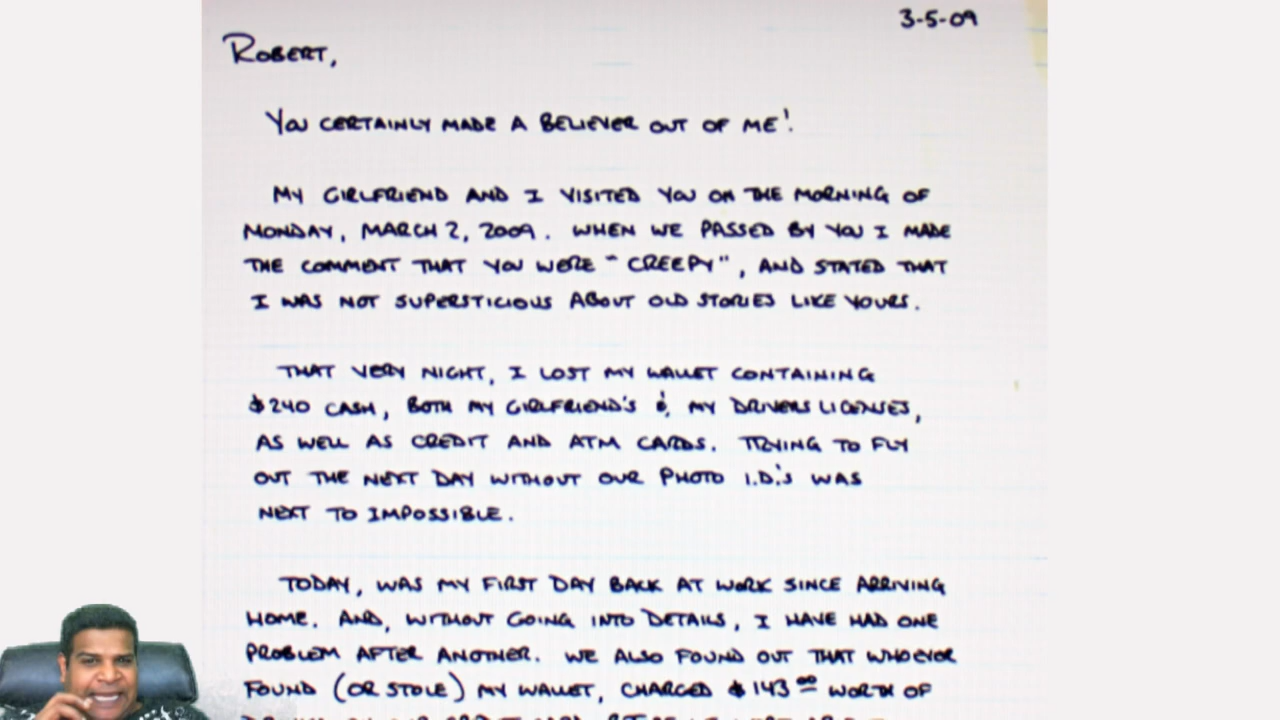 3-5-09
ROBERT,
YOU CERTAINLY MADE A BELIEVER OUT OF ME!
MY GIRLFRIEND AND I VISITED YOU ON THE MORNING OF
MONDAY, MARCH 2, 2009. WHEN WE PASSED BY YOU I MADE
THE COMMENT THAT YOU WERE "CREEPY", AND STATED THAT
I WAS NOT SUPERSTICIOUS ABOUT OLD STORIES LIKE YOURS.
THAT VERY NIGHT, I LOST MY WALLET CONTAINING
$240 CASH, BOTH MY GIRLFRIEND'S & MY DRIVERS LICENSES,
AS WELL AS CREDIT AND ATM CARDS. TRYING TO FLY
OUT THE NEXT DAY WITHOUT OUR PHOTO I.D.'S WAS
NEXT TO IMPOSSIBLE.
TODAY, WAS MY FIRST DAY BACK AT WORK SINCE ARRIVING
HOME. AND, WITHOUT GOING INTO DETAILS, I HAVE HAD ONE
PROBLEM AFTER ANOTHER. WE ALSO FOUND OUT THAT WHOEVOR
FOUND (OR STOLE) MY WALLET, CHARGED $143.00 WORTH OF